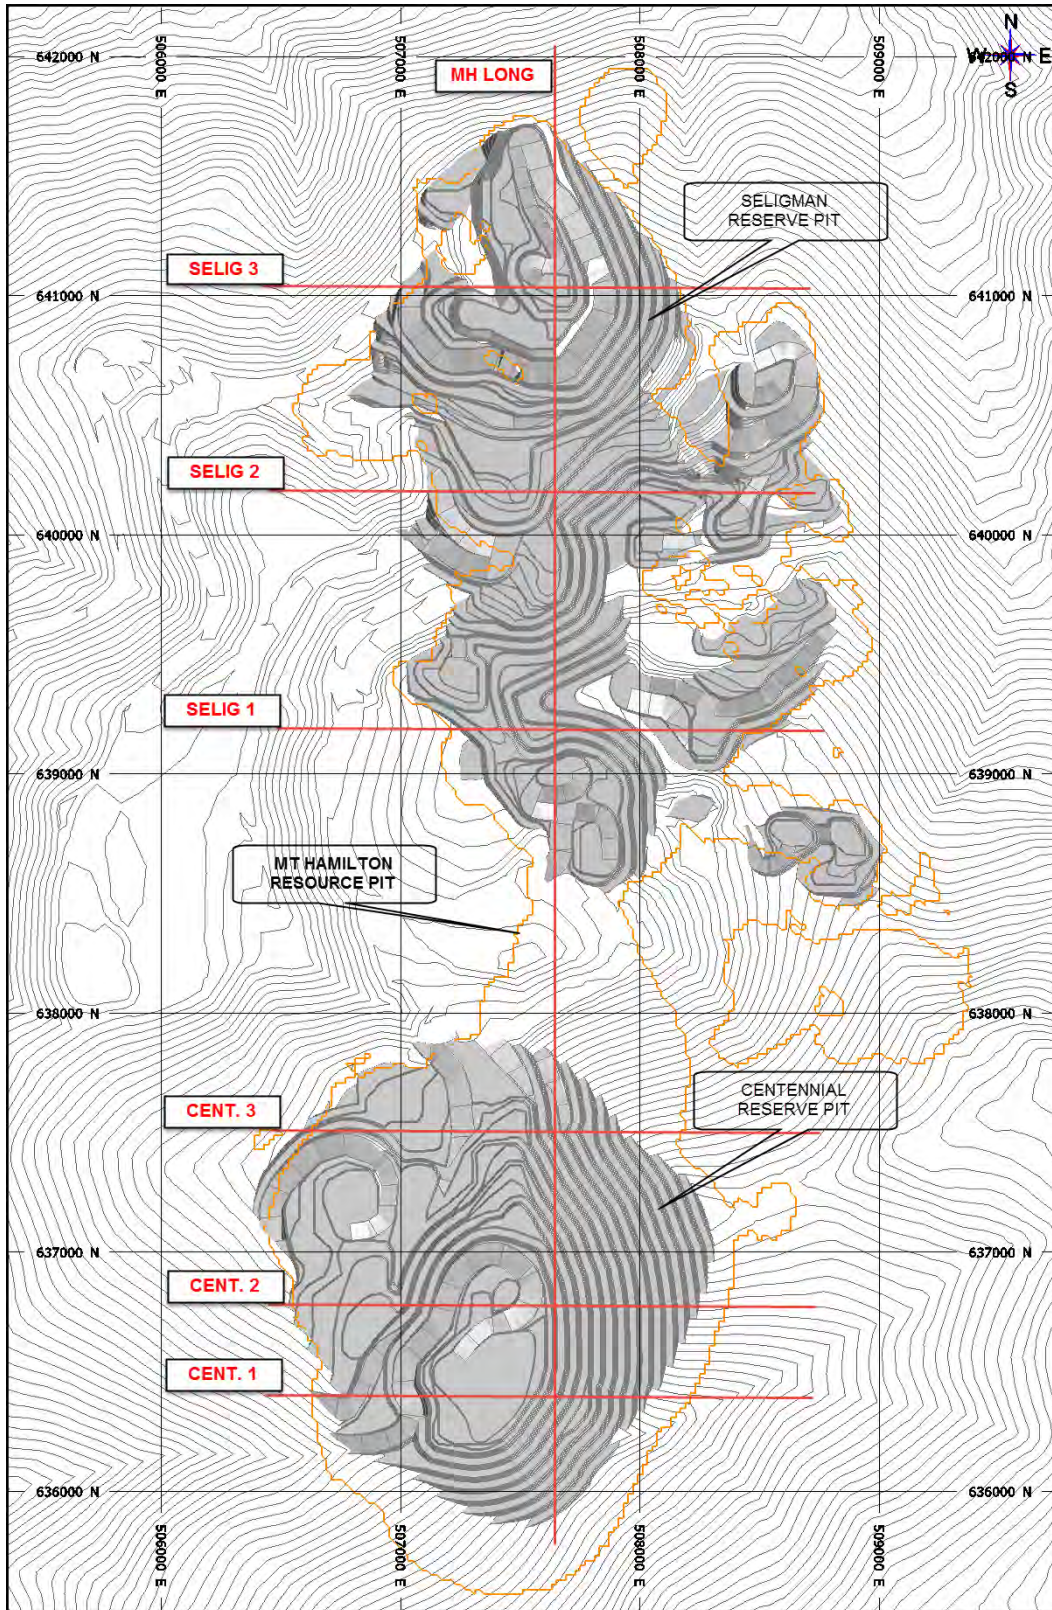 N
W E
S
506000 E
507000 E
508000 E
509000 E
642000 N
MH LONG
SELIGMAN
RESERVE PIT
SELIG 3
641000 N
641000 N
SELIG 2
640000 N
640000 N
SELIG 1
639000 N
639000 N
MT HAMILTON
RESOURCE PIT
638000 N
638000 N
CENTENNIAL
RESERVE PIT
CENT. 3
637000 N
637000 N
CENT. 2
CENT. 1
636000 N
636000 N
506000 E
507000 E
508000 E
509000 E